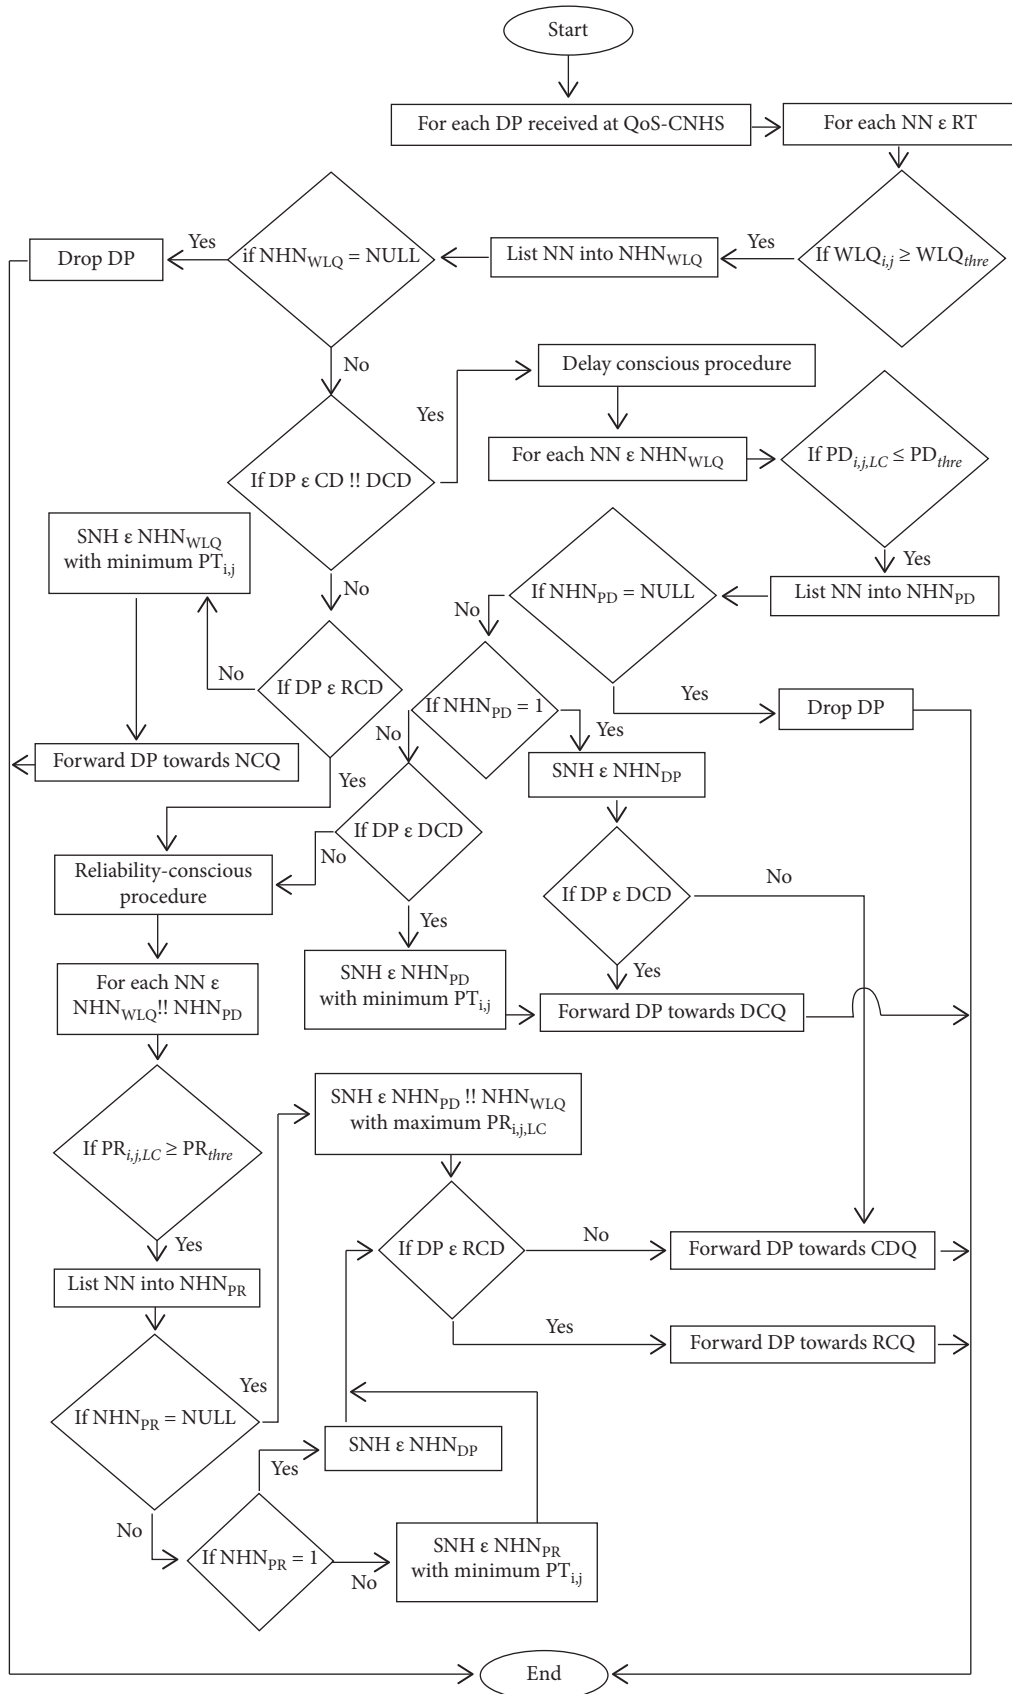 Start
For each DP received at QoS-CNHS
For each NN ε RT
If WLQi,j ≥ WLQthre
Yes
List NN into NHNWLQ
if NHNWLQ = NULL
Yes
Drop DP
No
If DP ε CD !! DCD
Yes
Delay conscious procedure
For each NN ε NHNWLQ
If PDi,j,LC ≤ PDthre
Yes
List NN into NHNPD
If NHNPD = NULL
No
Yes
Drop DP
No
SNH ε NHNWLQ
with minimum PTi,j
No
If DP ε RCD
If NHNPD = 1
No
Yes
Forward DP towards NCQ
Yes
SNH ε NHNDP
If DP ε DCD
No
Reliability-conscious
procedure
If DP ε DCD
No
Yes
Yes
For each NN ε
NHNWLQ!! NHNPD
SNH ε NHNPD
with minimum PTi,j
Forward DP towards DCQ
If PRi,j,LC ≥ PRthre
SNH ε NHNPD !! NHNWLQ
with maximum PRi,j,LC
Yes
If DP ε RCD
No
Forward DP towards CDQ
List NN into NHNPR
Yes
Forward DP towards RCQ
Yes
If NHNPR = NULL
SNH ε NHNDP
Yes
No
If NHNPR = 1
No
SNH ε NHNPR
with minimum PTi,j
End